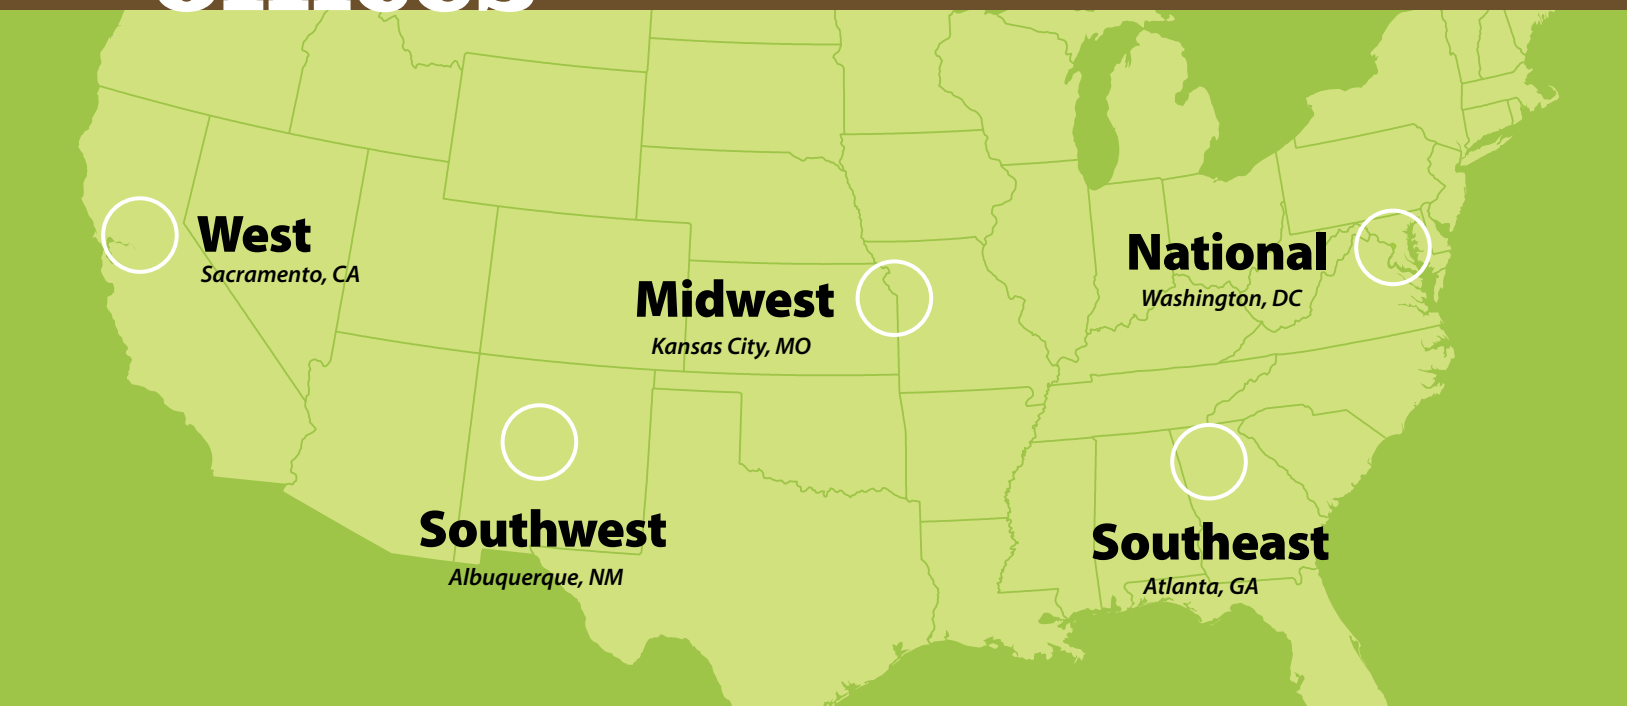 West
Sacramento, CA
National
Washington, DC
Midwest
Kansas City, MO
Southwest
Albuquerque, NM
Southeast
Atlanta, GA